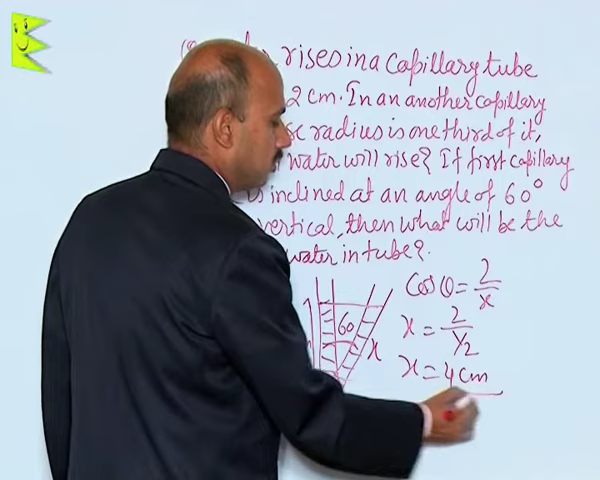 rises in a Capillary tube
2 cm. In an another capillary
radius is one third of it,
water will rise? If first capillary
is inclined at an angle of 60°
vertical, then what will be the
water in tube?
Cos θ = 2/x
60
x = 2/1/2
x
x = 4cm